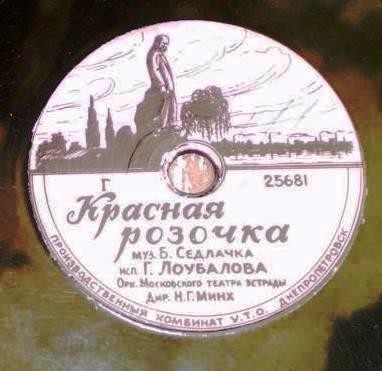 Г 25681
Красная
розочка
муз. Б. Седлачка
исп. Г. Лоубалова
Орк. Московского театра эстрады
Дир. Н.Г. Минх
ПРОИЗВОДСТВЕННЫЙ КОМБИНАТ У.Т.О. ДНЕПРОПЕТРОВСК